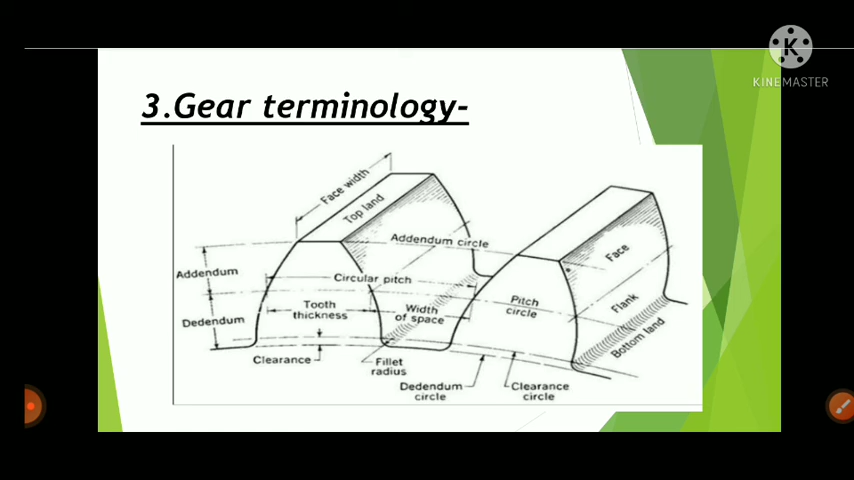 K
KINEMASTER
3.Gear terminology-
Face width
Top land
Addendum circle
Addendum
Circular pitch
Face
Dedendum
Tooth
thickness
Width
of space
Pitch
circle
Flank
Bottom land
Clearance
Fillet
radius
Dedendum
circle
Clearance
circle